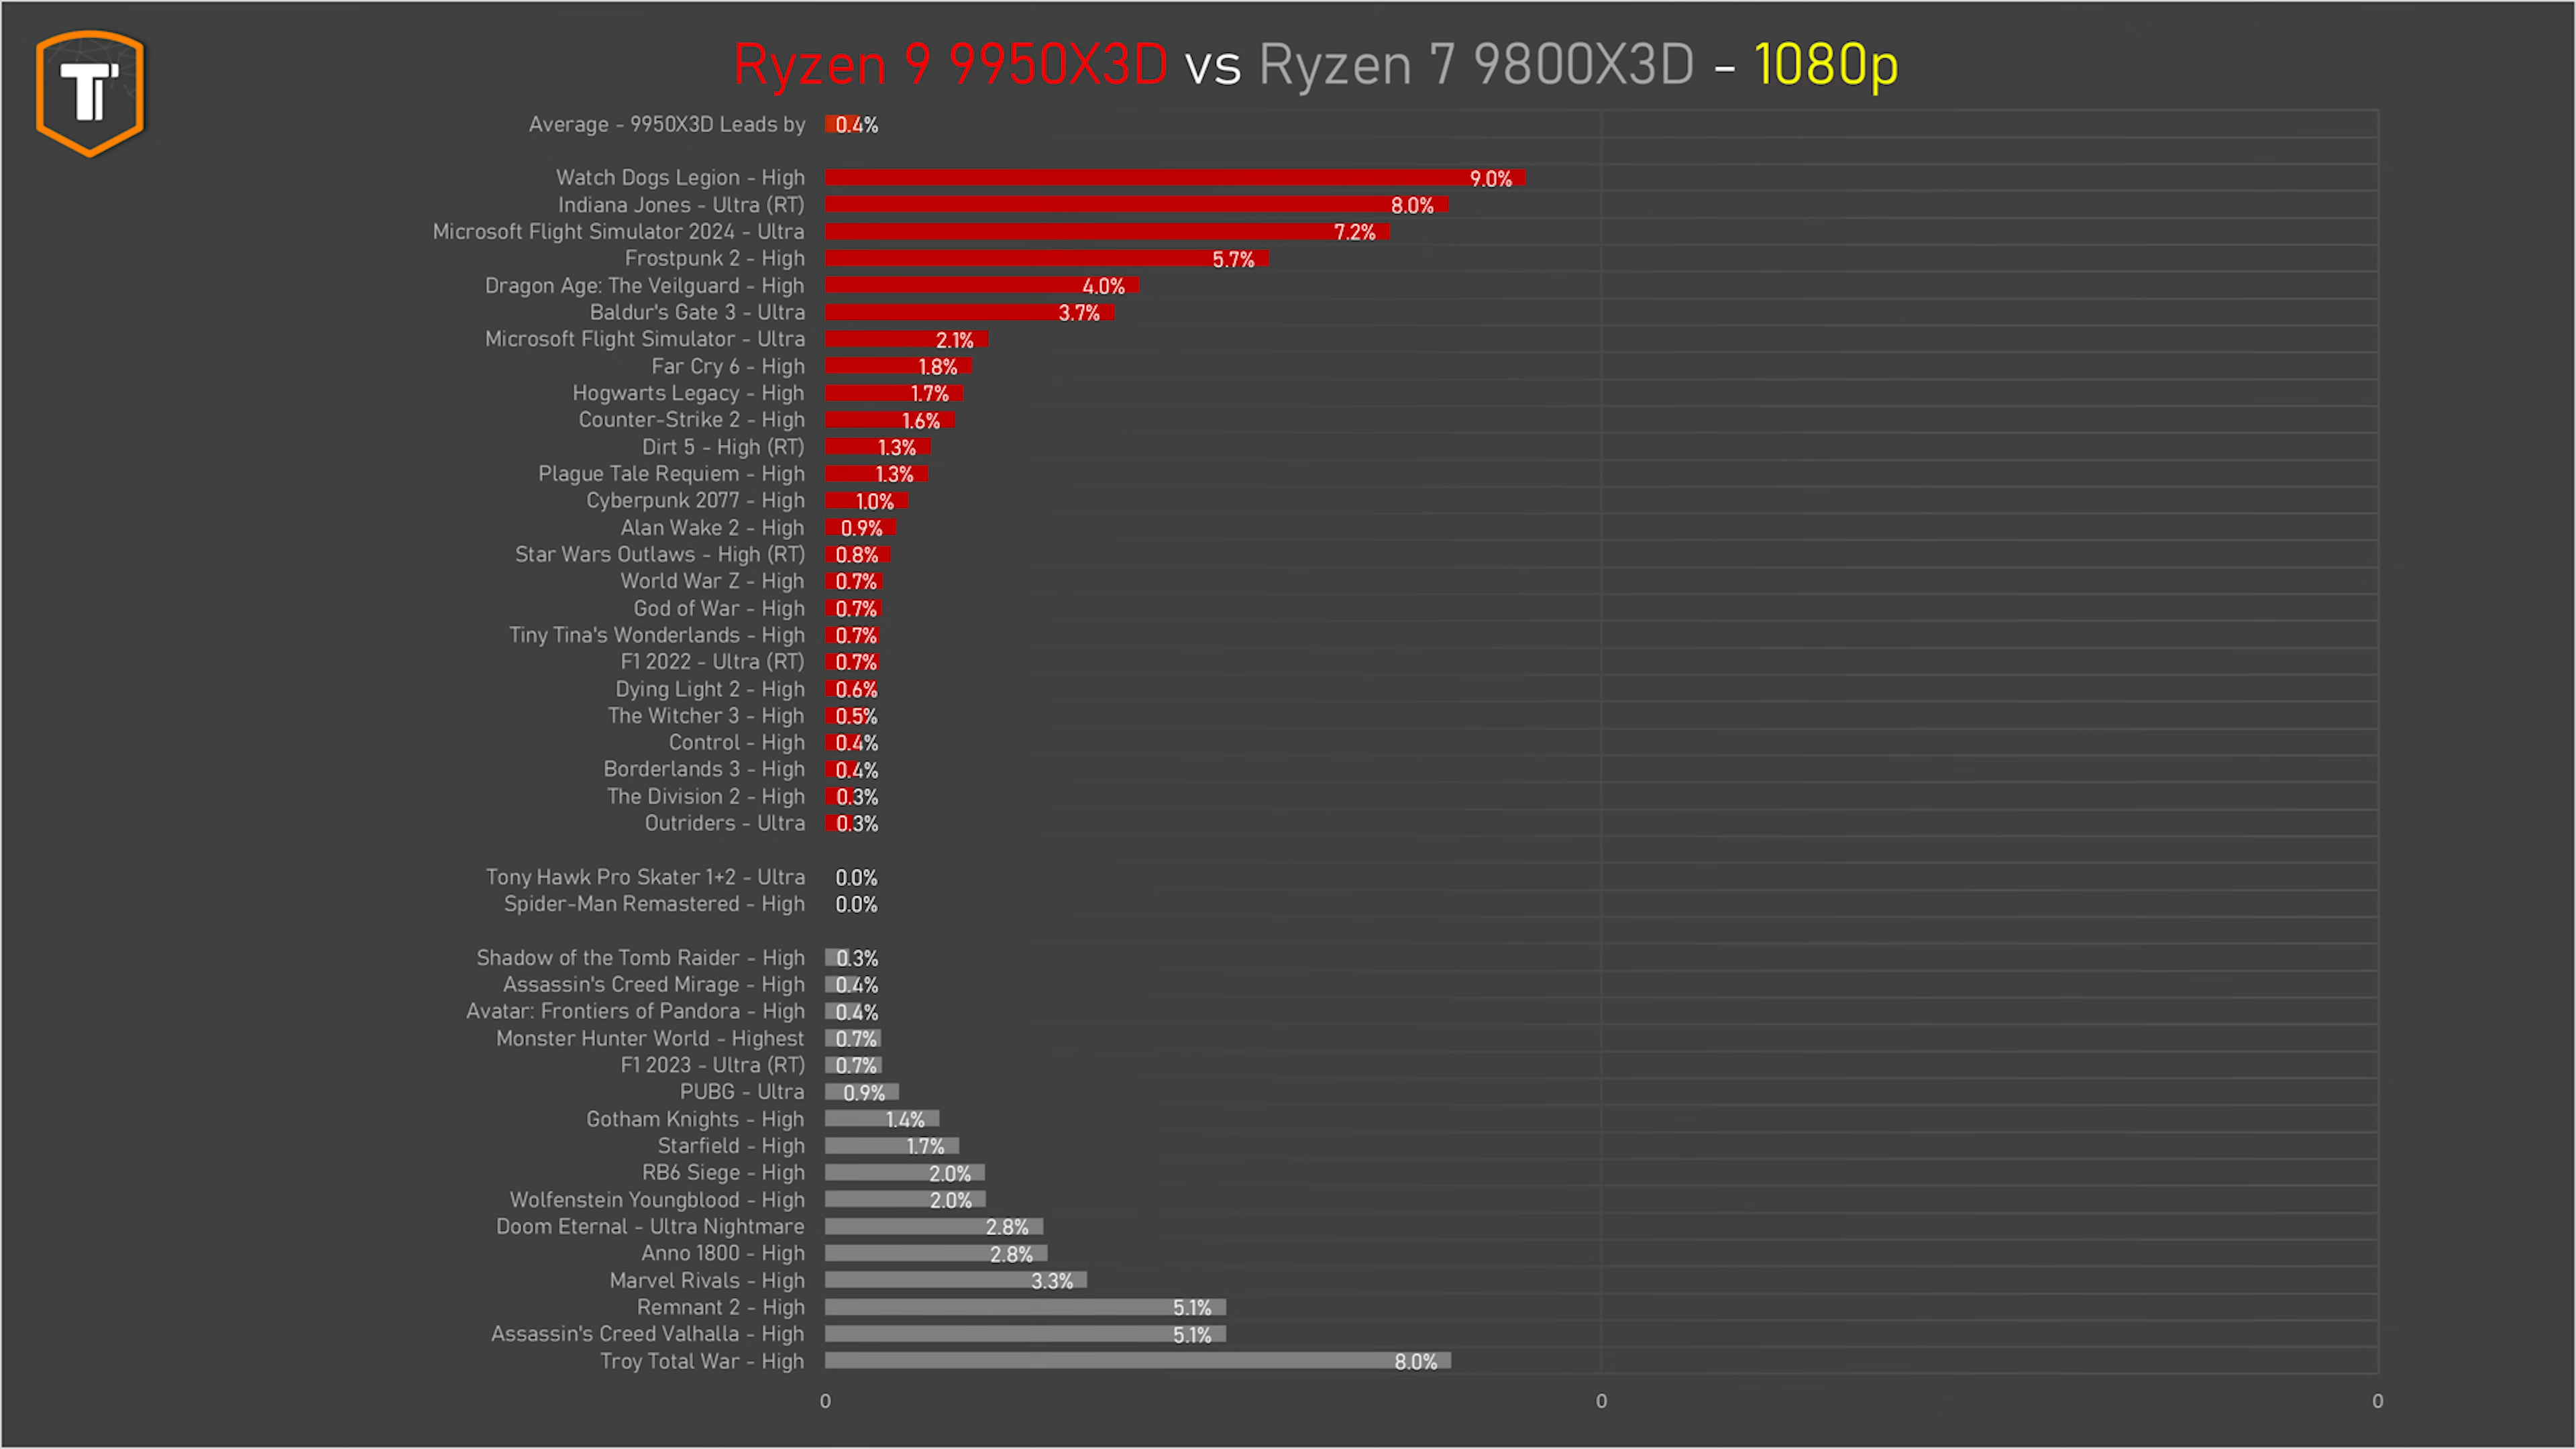 Ryzen 9 9950X3D vs Ryzen 7 9800X3D - 1080p
Average - 9950X3D Leads by 0.4%
Watch Dogs Legion - High 9.0%
Indiana Jones - Ultra (RT) 8.0%
Microsoft Flight Simulator 2024 - Ultra 7.2%
Frostpunk 2 - High 5.7%
Dragon Age: The Veilguard - High 4.0%
Baldur's Gate 3 - Ultra 3.7%
Microsoft Flight Simulator - Ultra 2.1%
Far Cry 6 - High 1.8%
Hogwarts Legacy - High 1.7%
Counter-Strike 2 - High 1.6%
Dirt 5 - High (RT) 1.3%
Plague Tale Requiem - High 1.3%
Cyberpunk 2077 - High 1.0%
Alan Wake 2 - High 0.9%
Star Wars Outlaws - High (RT) 0.8%
World War Z - High 0.7%
God of War - High 0.7%
Tiny Tina's Wonderlands - High 0.7%
F1 2022 - Ultra (RT) 0.7%
Dying Light 2 - High 0.6%
The Witcher 3 - High 0.5%
Control - High 0.4%
Borderlands 3 - High 0.4%
The Division 2 - High 0.3%
Outriders - Ultra 0.3%
Tony Hawk Pro Skater 1+2 - Ultra 0.0%
Spider-Man Remastered - High 0.0%
Shadow of the Tomb Raider - High 0.3%
Assassin's Creed Mirage - High 0.4%
Avatar: Frontiers of Pandora - High 0.4%
Monster Hunter World - Highest 0.7%
F1 2023 - Ultra (RT) 0.7%
PUBG - Ultra 0.9%
Gotham Knights - High 1.4%
Starfield - High 1.7%
RB6 Siege - High 2.0%
Wolfenstein Youngblood - High 2.0%
Doom Eternal - Ultra Nightmare 2.8%
Anno 1800 - High 2.8%
Marvel Rivals - High 3.3%
Remnant 2 - High 5.1%
Assassin's Creed Valhalla - High 5.1%
Troy Total War - High 8.0%
0 0 0